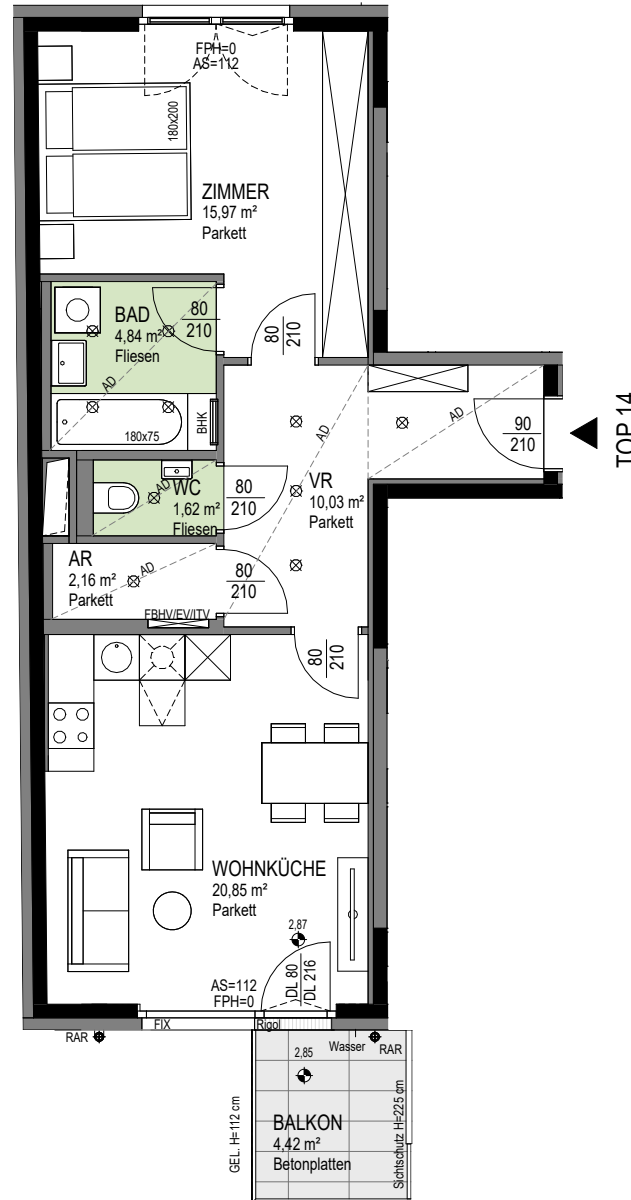 FPH=0
AS=112
180x200
ZIMMER
15,97 m²
Parkett
BAD
4,84 m²
Fliesen
80
210
80
210
AD
180x75
BHK
AD
AD
90
210
TOP 14
WC
1,62 m²
Fliesen
AD
80
210
VR
10,03 m²
Parkett
AR
2,16 m²
Parkett
AD
80
210
FBHV/EV/ITV
80
210
WOHNKÜCHE
20,85 m²
Parkett
2,87
AS=112
FPH=0
DL 80
DL 216
FIX
Rigol
RAR
Wasser
RAR
2,85
GEL. H=112 cm
BALKON
4,42 m²
Betonplatten
Sichtschutz H=225 cm